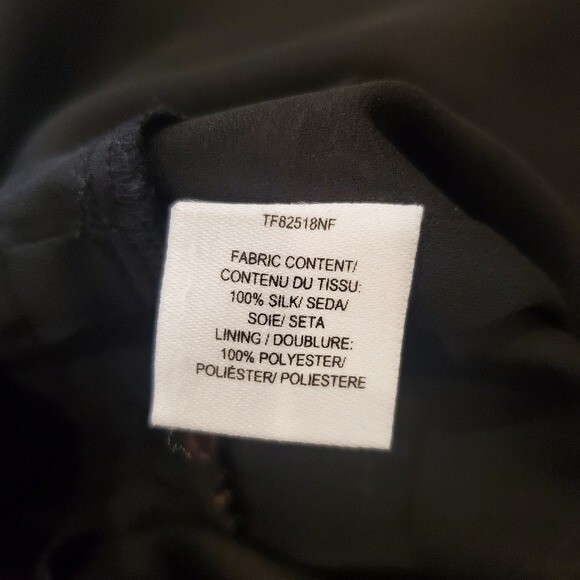 TF82518NF
FABRIC CONTENT/
CONTENU DU TISSU:
100% SILK/ SEDA/
SOIE/ SETA
LINING / DOUBLURE:
100% POLYESTER/
POLIÉSTER/ POLIESTERE